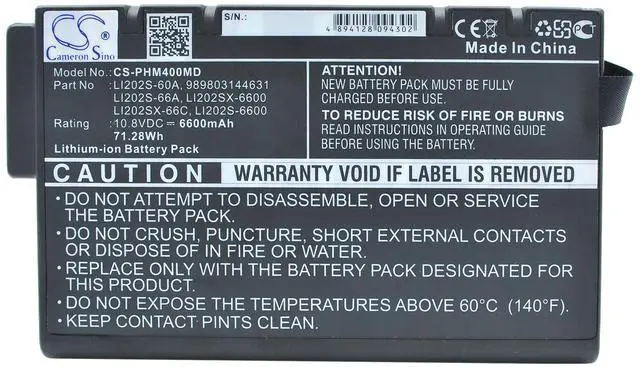 CS
Cameron Sino
S/N.:
4 894128 094302
CE
Made in China
Model No.: CS-PHM400MD
Part No : LI202S-60A, 989803144631
LI202S-66A, LI202SX-6600
LI202SX-66C, LI202S-6600
Rating : 10.8VDC⎓ 6600mAh
71.28Wh
Lithium-ion Battery Pack
ATTENTION!
NEW BATTERY PACK MUST BE FULLY
CHARGED BEFORE USE.
TO REDUCE RISK OF FIRE OR BURNS
READ INSTRUCTIONS IN OPERATING GUIDE
BEFORE USING.
CAUTION WARRANTY VOID IF LABEL IS REMOVED
• DO NOT ATTEMPT TO DISASSEMBLE, OPEN OR SERVICE
THE BATTERY PACK.
• DO NOT CRUSH, PUNCTURE, SHORT EXTERNAL CONTACTS
OR DISPOSE OF IN FIRE OR WATER.
• REPLACE ONLY WITH THE BATTERY PACK DESIGNATED FOR
THIS PRODUCT.
• DO NOT EXPOSE THE TEMPERATURES ABOVE 60°C (140°F).
• KEEP CONTACT PINTS CLEAN.